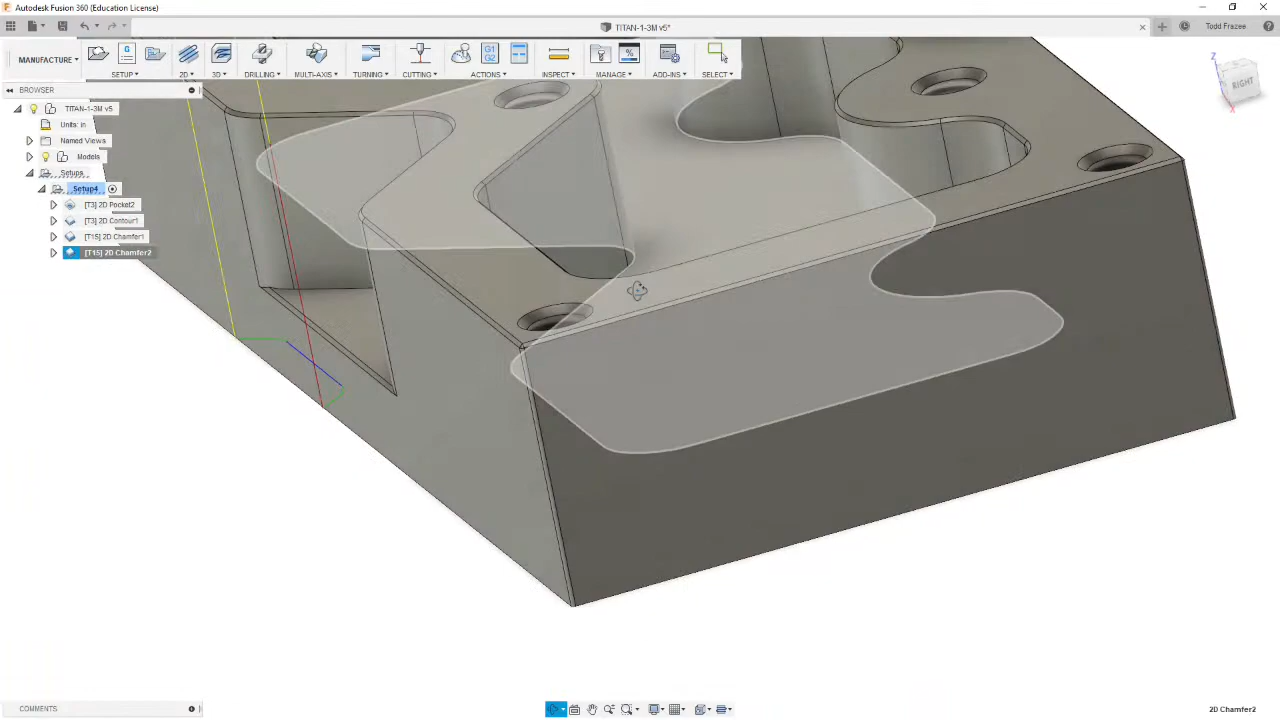 Autodesk Fusion 360 (Education License)
TITAN-1-3M v5*
Todd Frazee
MANUFACTURE
SETUP
2D
3D
DRILLING
MULTI-AXIS
TURNING
CUTTING
G1
G2
ACTIONS
INSPECT
MANAGE
ADD-INS
SELECT
BROWSER
TITAN-1-3M v5
Units: in
Named Views
Models
Setups
Setup4
[T3] 2D Pocket2
[T3] 2D Contour1
[T15] 2D Chamfer1
[T15] 2D Chamfer2
Z
RIGHT
X
COMMENTS
2D Chamfer2